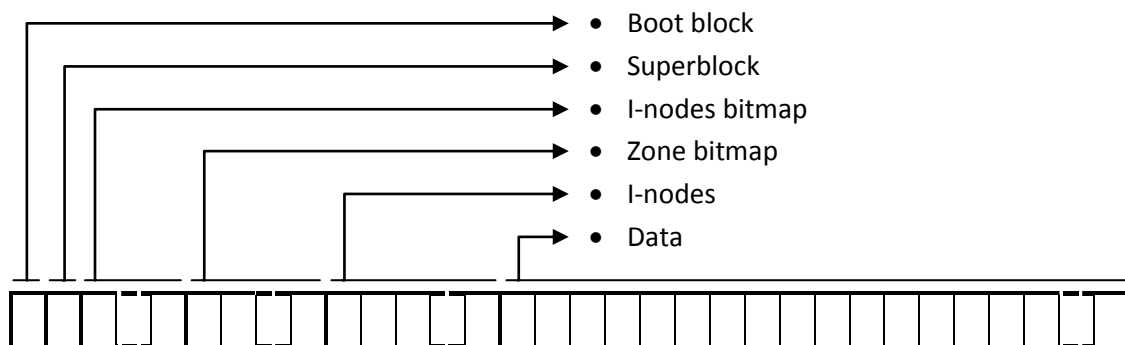 • Boot block
• Superblock
• I-nodes bitmap
• Zone bitmap
• I-nodes
• Data